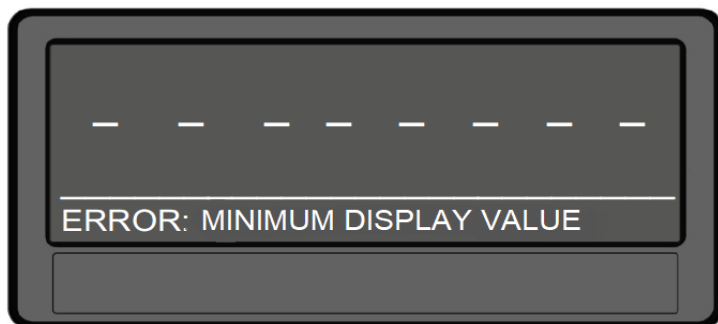 – – – – – – – –
ERROR: MINIMUM DISPLAY VALUE